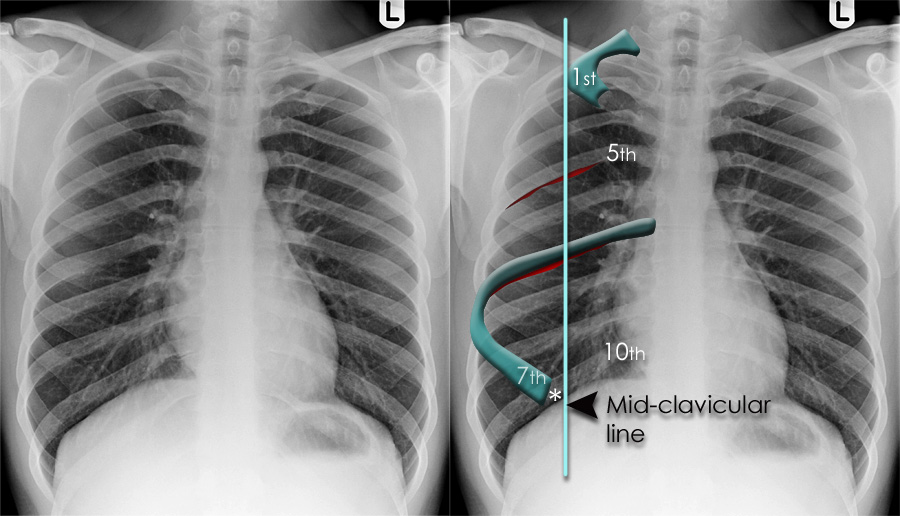 L
L
1st
5th
10th
7th
*
Mid-clavicular
line